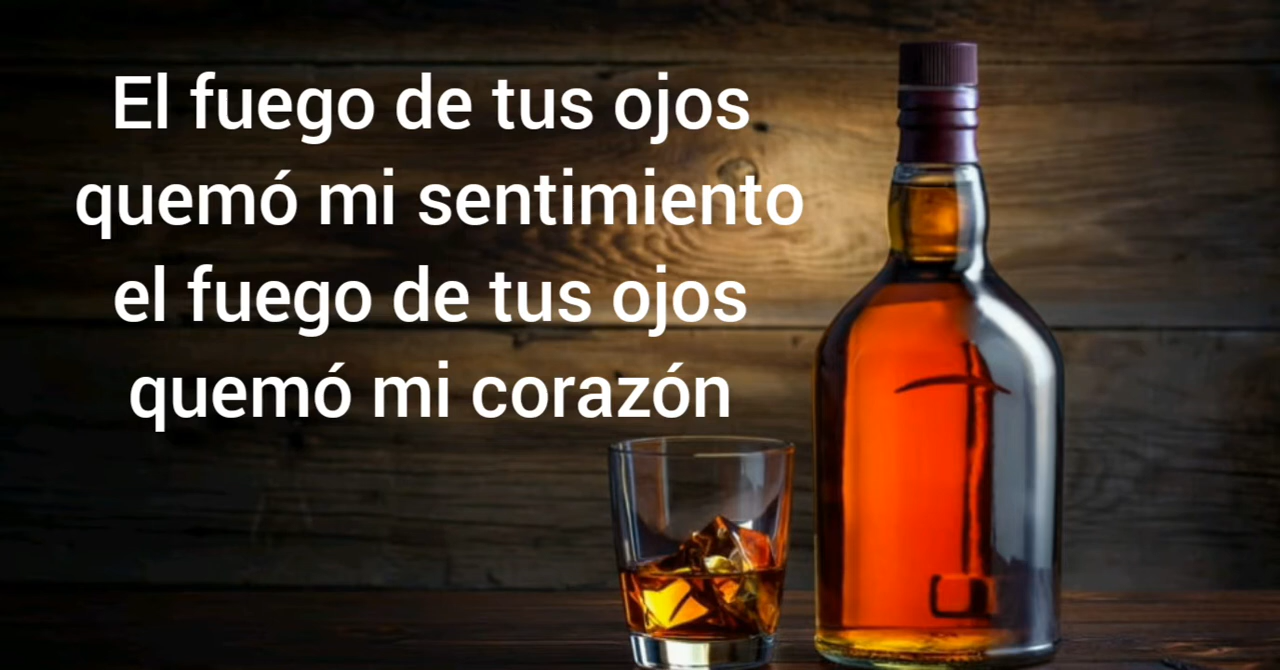 El fuego de tus ojos
quemó mi sentimiento
el fuego de tus ojos
quemó mi corazón